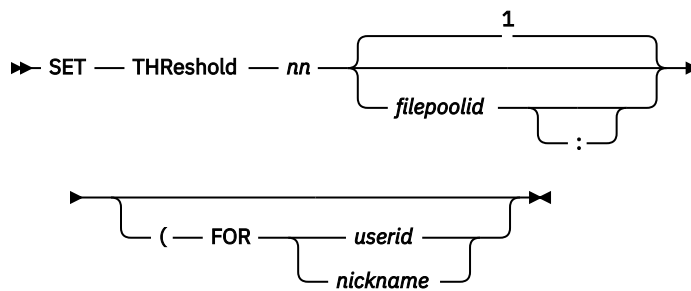 1
SET THReshold nn
filepoolid
:
( FOR userid
nickname